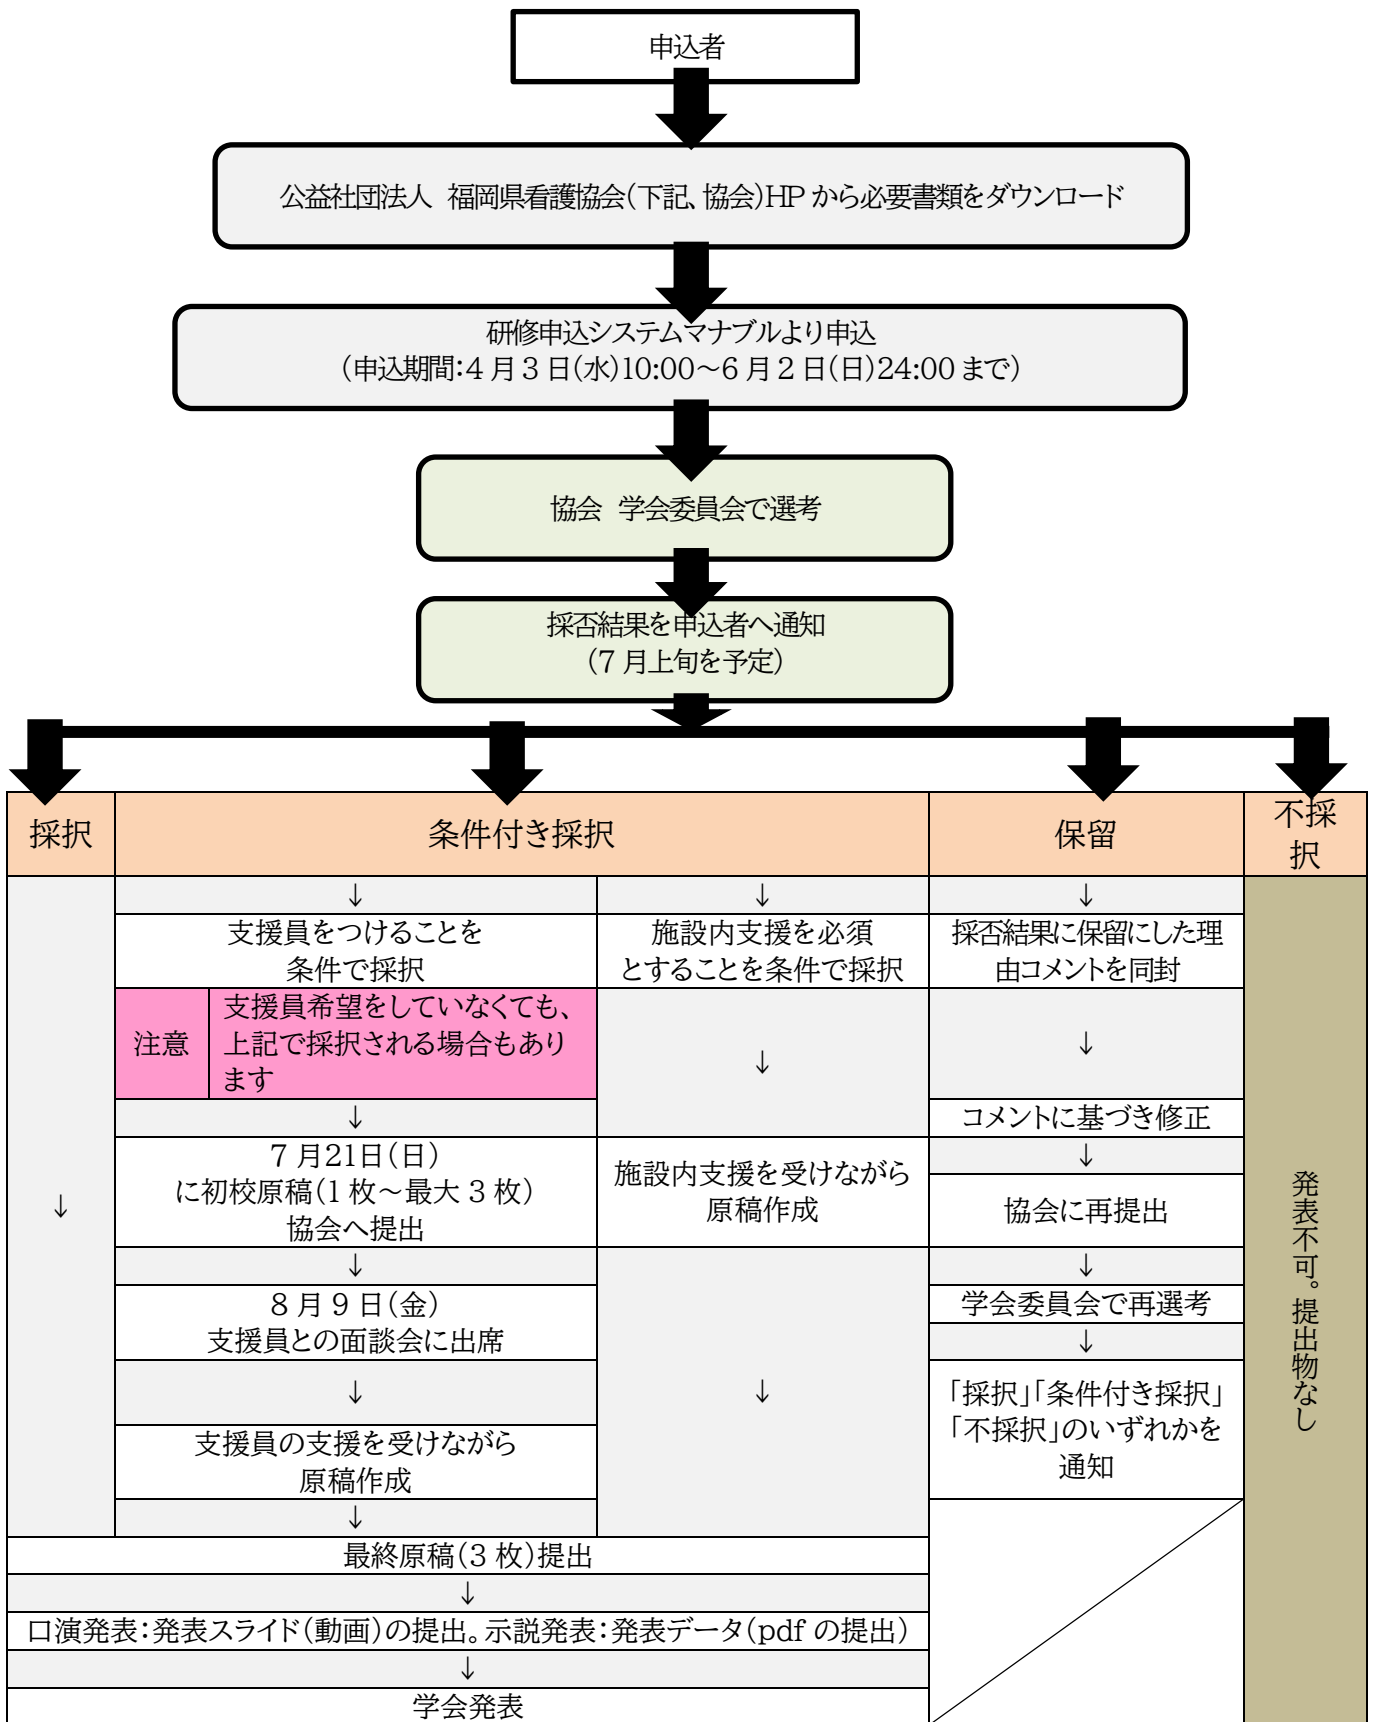 申込者
公益社団法人 福岡県看護協会(下記、協会)HP から必要書類をダウンロード
研修申込システムマナブルより申込
(申込期間:4 月 3 日(水)10:00～6 月 2 日(日)24:00 まで)
協会 学会委員会で選考
採否結果を申込者へ通知
(7 月上旬を予定)
採択
条件付き採択
保留
不採
択
↓
↓
↓
支援員をつけることを
条件で採択
施設内支援を必須
とすることを条件で採択
採否結果に保留にした理
由コメントを同封
注意
支援員希望をしていなくても、
上記で採択される場合もあり
ます
↓
↓
↓
コメントに基づき修正
7 月21日(日)
に初校原稿(1 枚～最大 3 枚)
協会へ提出
施設内支援を受けながら
原稿作成
↓
協会に再提出
↓
発表不可。提出物なし
↓
↓
8 月 9 日(金)
支援員との面談会に出席
学会委員会で再選考
↓
↓
↓
「採択」「条件付き採択」
「不採択」のいずれかを
通知
支援員の支援を受けながら
原稿作成
↓
最終原稿(3 枚)提出
↓
口演発表:発表スライド(動画)の提出。示説発表:発表データ(pdf の提出)
↓
学会発表